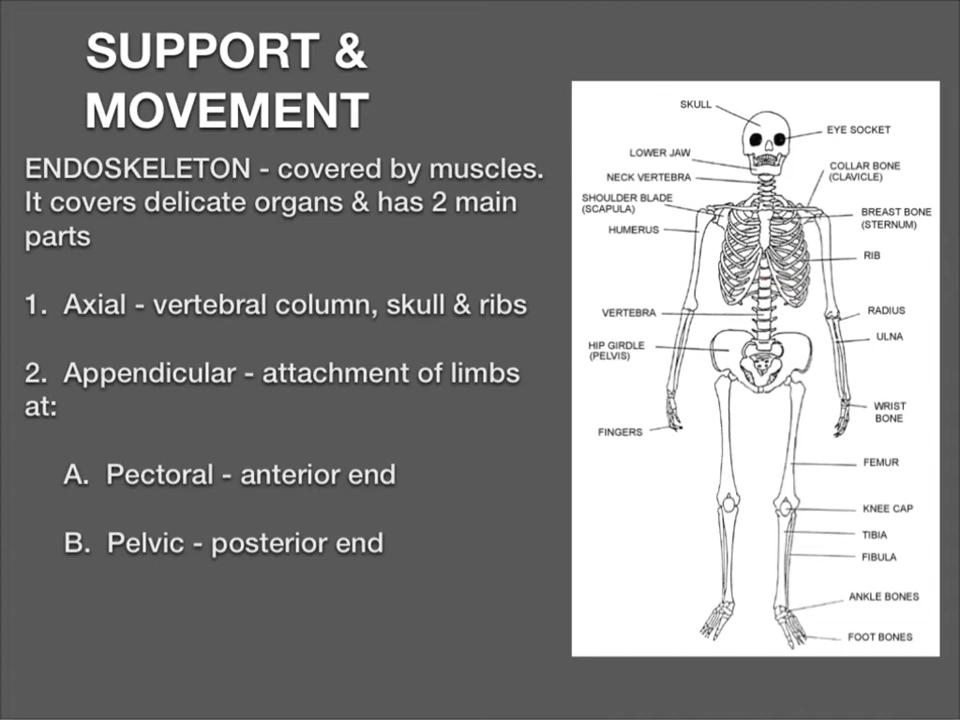 SUPPORT &
MOVEMENT
ENDOSKELETON - covered by muscles.
It covers delicate organs & has 2 main
parts
1. Axial - vertebral column, skull & ribs
2. Appendicular - attachment of limbs
at:
A. Pectoral - anterior end
B. Pelvic - posterior end
SKULL
EYE SOCKET
LOWER JAW
COLLAR BONE
(CLAVICLE)
NECK VERTEBRA
SHOULDER BLADE
(SCAPULA)
BREAST BONE
(STERNUM)
HUMERUS
RIB
VERTEBRA
RADIUS
ULNA
HIP GIRDLE
(PELVIS)
WRIST
BONE
FINGERS
FEMUR
KNEE CAP
TIBIA
FIBULA
ANKLE BONES
FOOT BONES